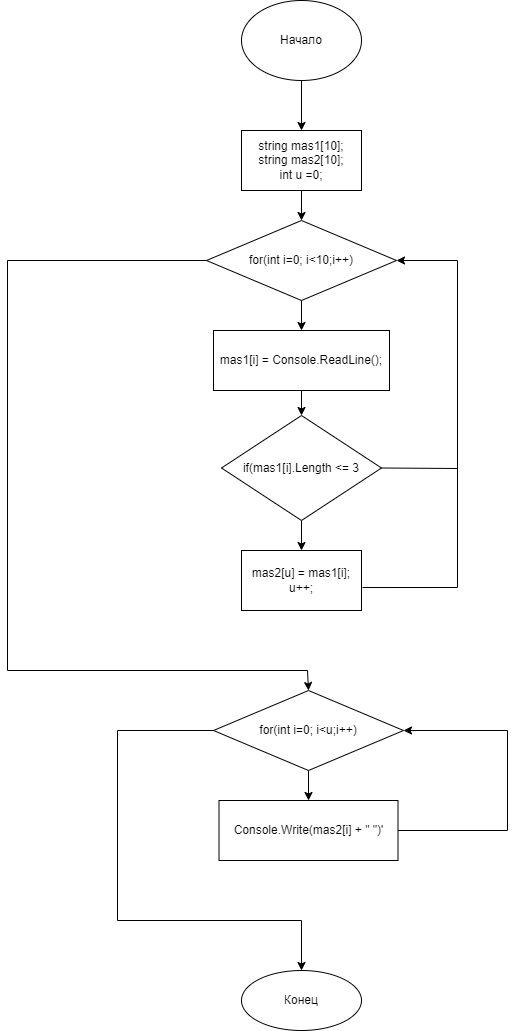 Начало
string mas1[10];
string mas2[10];
int u =0;
for(int i=0; i<10;i++)
mas1[i] = Console.ReadLine();
if(mas1[i].Length <= 3
mas2[u] = mas1[i];
u++;
for(int i=0; i<u;i++)
Console.Write(mas2[i] + " ")'
Конец